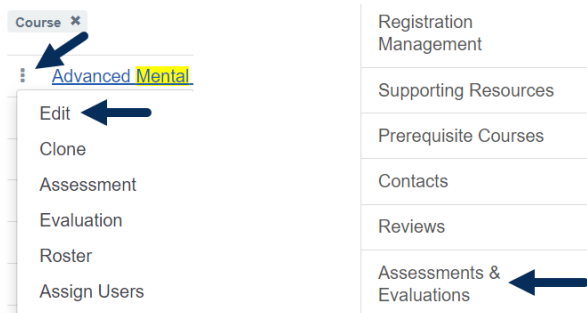 Course ✖
Advanced Mental
Edit
Clone
Assessment
Evaluation
Roster
Assign Users
Registration
Management
Supporting Resources
Prerequisite Courses
Contacts
Reviews
Assessments &
Evaluations